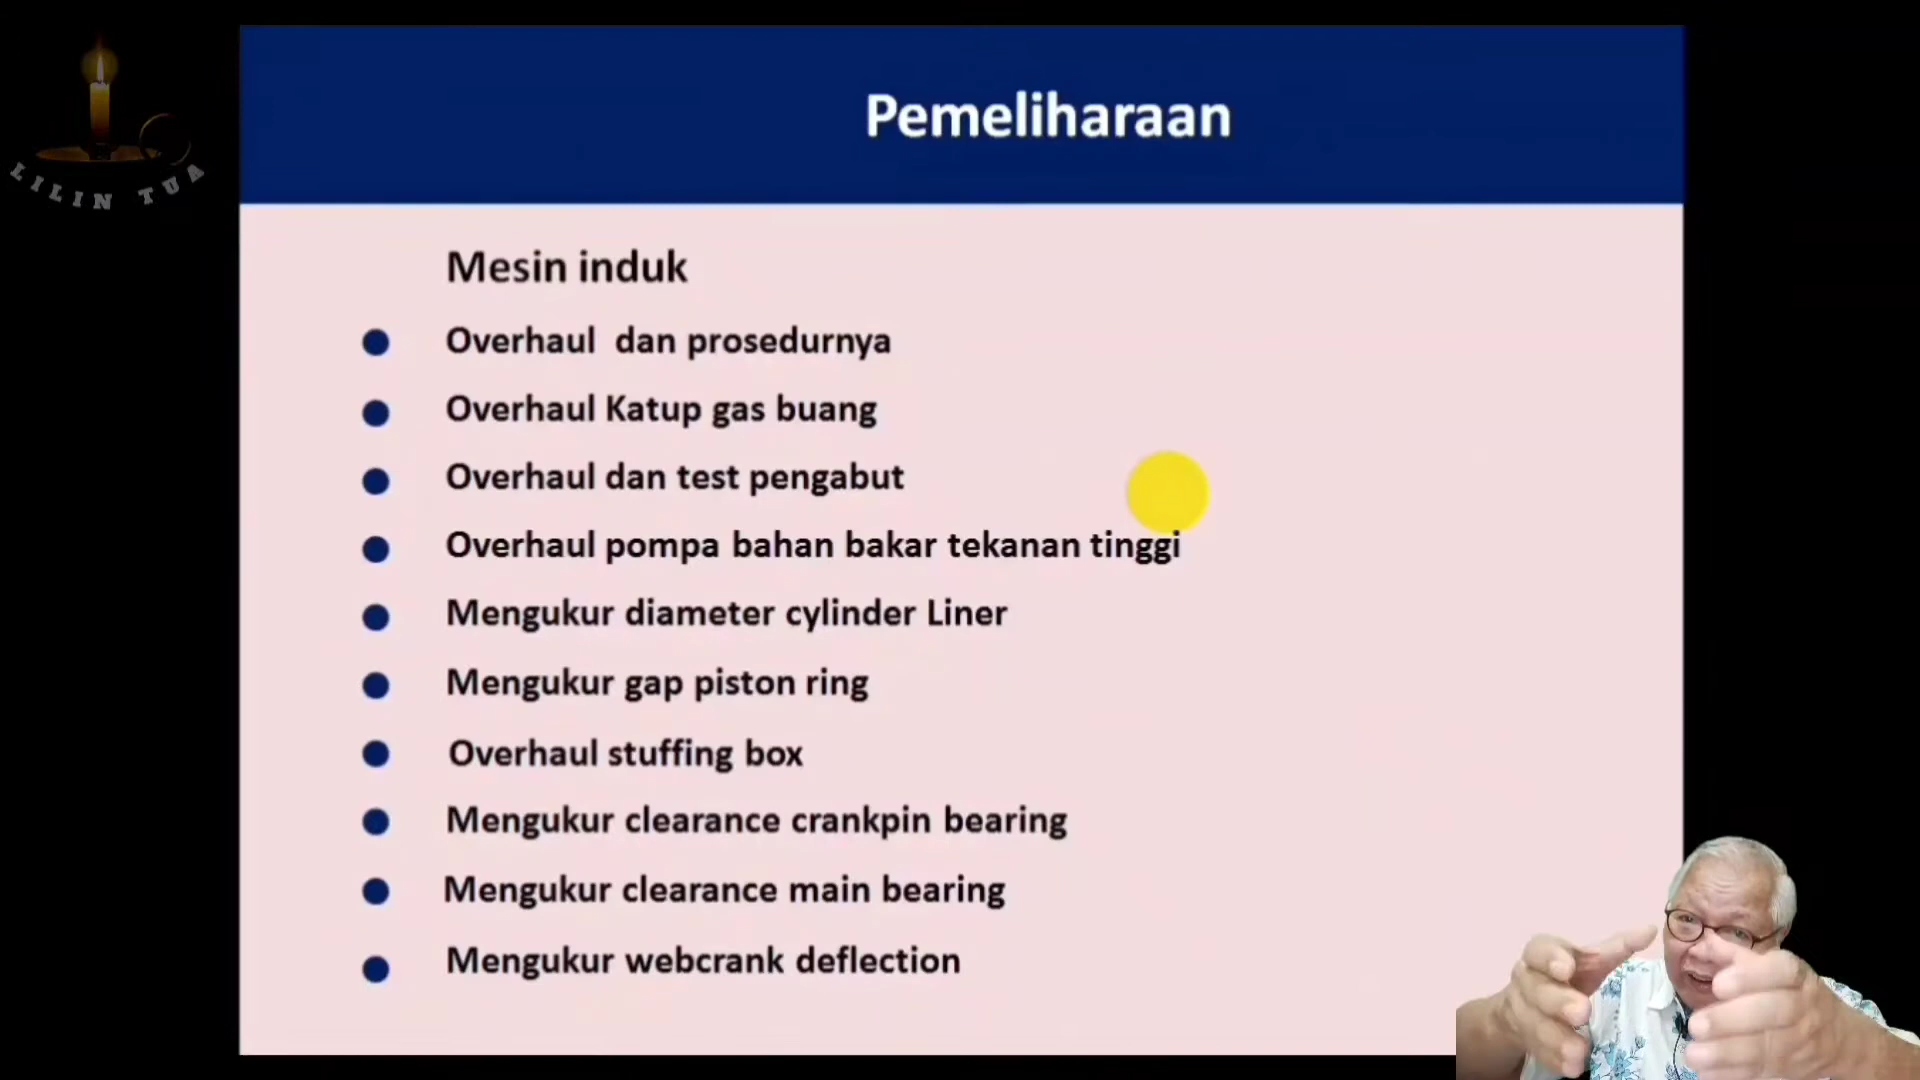 LILIN TUA
Pemeliharaan
Mesin induk
Overhaul dan prosedurnya
Overhaul Katup gas buang
Overhaul dan test pengabut
Overhaul pompa bahan bakar tekanan tinggi
Mengukur diameter cylinder Liner
Mengukur gap piston ring
Overhaul stuffing box
Mengukur clearance crankpin bearing
Mengukur clearance main bearing
Mengukur webcrank deflection